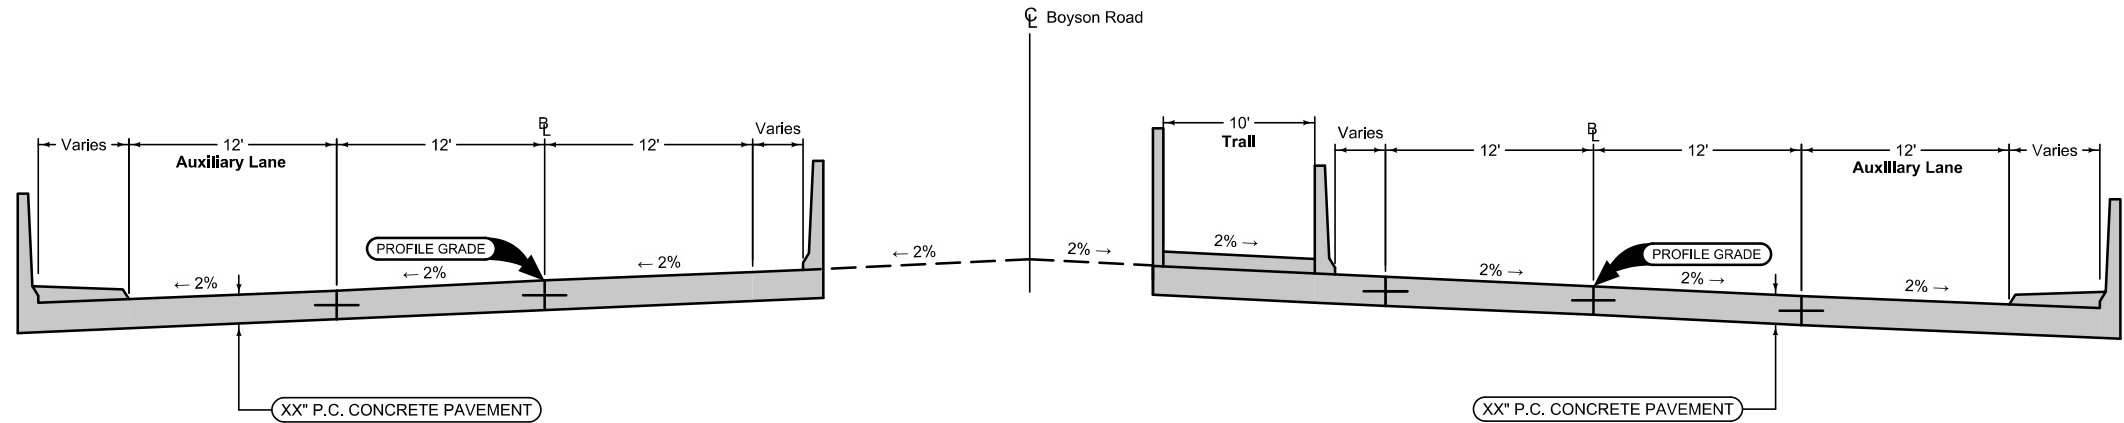 ℄ Boyson Road
Varies
12'
Auxiliary Lane
12'
B L
12'
Varies
10'
Trail
Varies
12'
B L
12'
12'
Auxiliary Lane
Varies
PROFILE GRADE
PROFILE GRADE
← 2%
← 2%
← 2%
← 2%
2% →
2% →
2% →
2% →
2% →
XX" P.C. CONCRETE PAVEMENT
XX" P.C. CONCRETE PAVEMENT